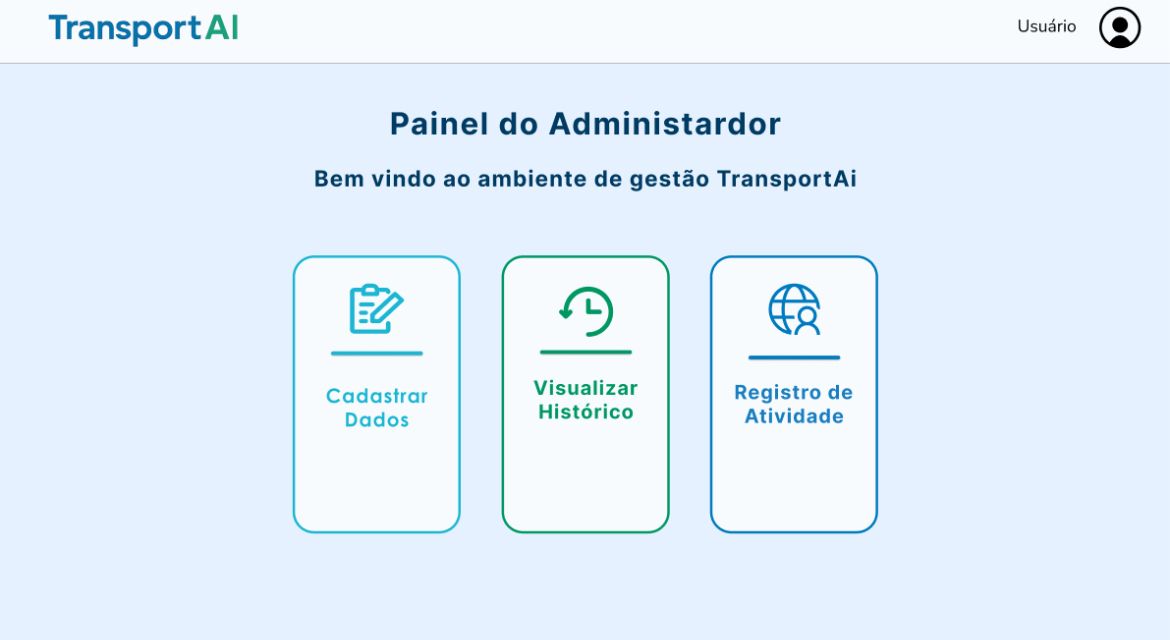 TransportAI
Usuário
Painel do Administardor
Bem vindo ao ambiente de gestão TransportAi
Cadastrar
Dados
Visualizar
Histórico
Registro de
Atividade